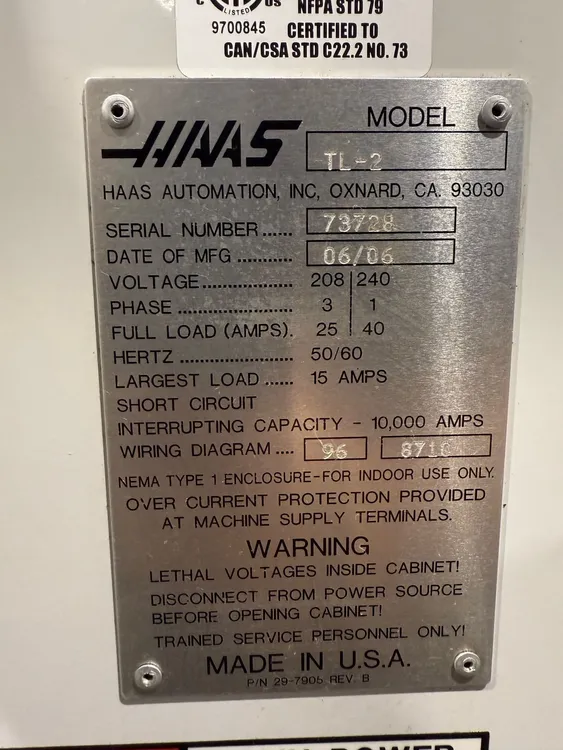 C US
LISTED
9700845
NFPA STD 79
CERTIFIED TO
CAN/CSA STD C22.2 NO. 73
HAAS
MODEL
TL-2
HAAS AUTOMATION, INC, OXNARD, CA. 93030
SERIAL NUMBER ...... 73728
DATE OF MFG ........... 06/06
VOLTAGE .................. 208 240
PHASE ...................... 3 1
FULL LOAD (AMPS). 25 40
HERTZ ...................... 50/60
LARGEST LOAD ....... 15 AMPS
SHORT CIRCUIT
INTERRUPTING CAPACITY - 10,000 AMPS
WIRING DIAGRAM .... 96
NEMA TYPE 1 ENCLOSURE-FOR INDOOR USE ONLY.
OVER CURRENT PROTECTION PROVIDED
AT MACHINE SUPPLY TERMINALS.
WARNING
LETHAL VOLTAGES INSIDE CABINET!
DISCONNECT FROM POWER SOURCE
BEFORE OPENING CABINET!
TRAINED SERVICE PERSONNEL ONLY!
MADE IN U.S.A.
P/N 29-7905 REV. B
POWER